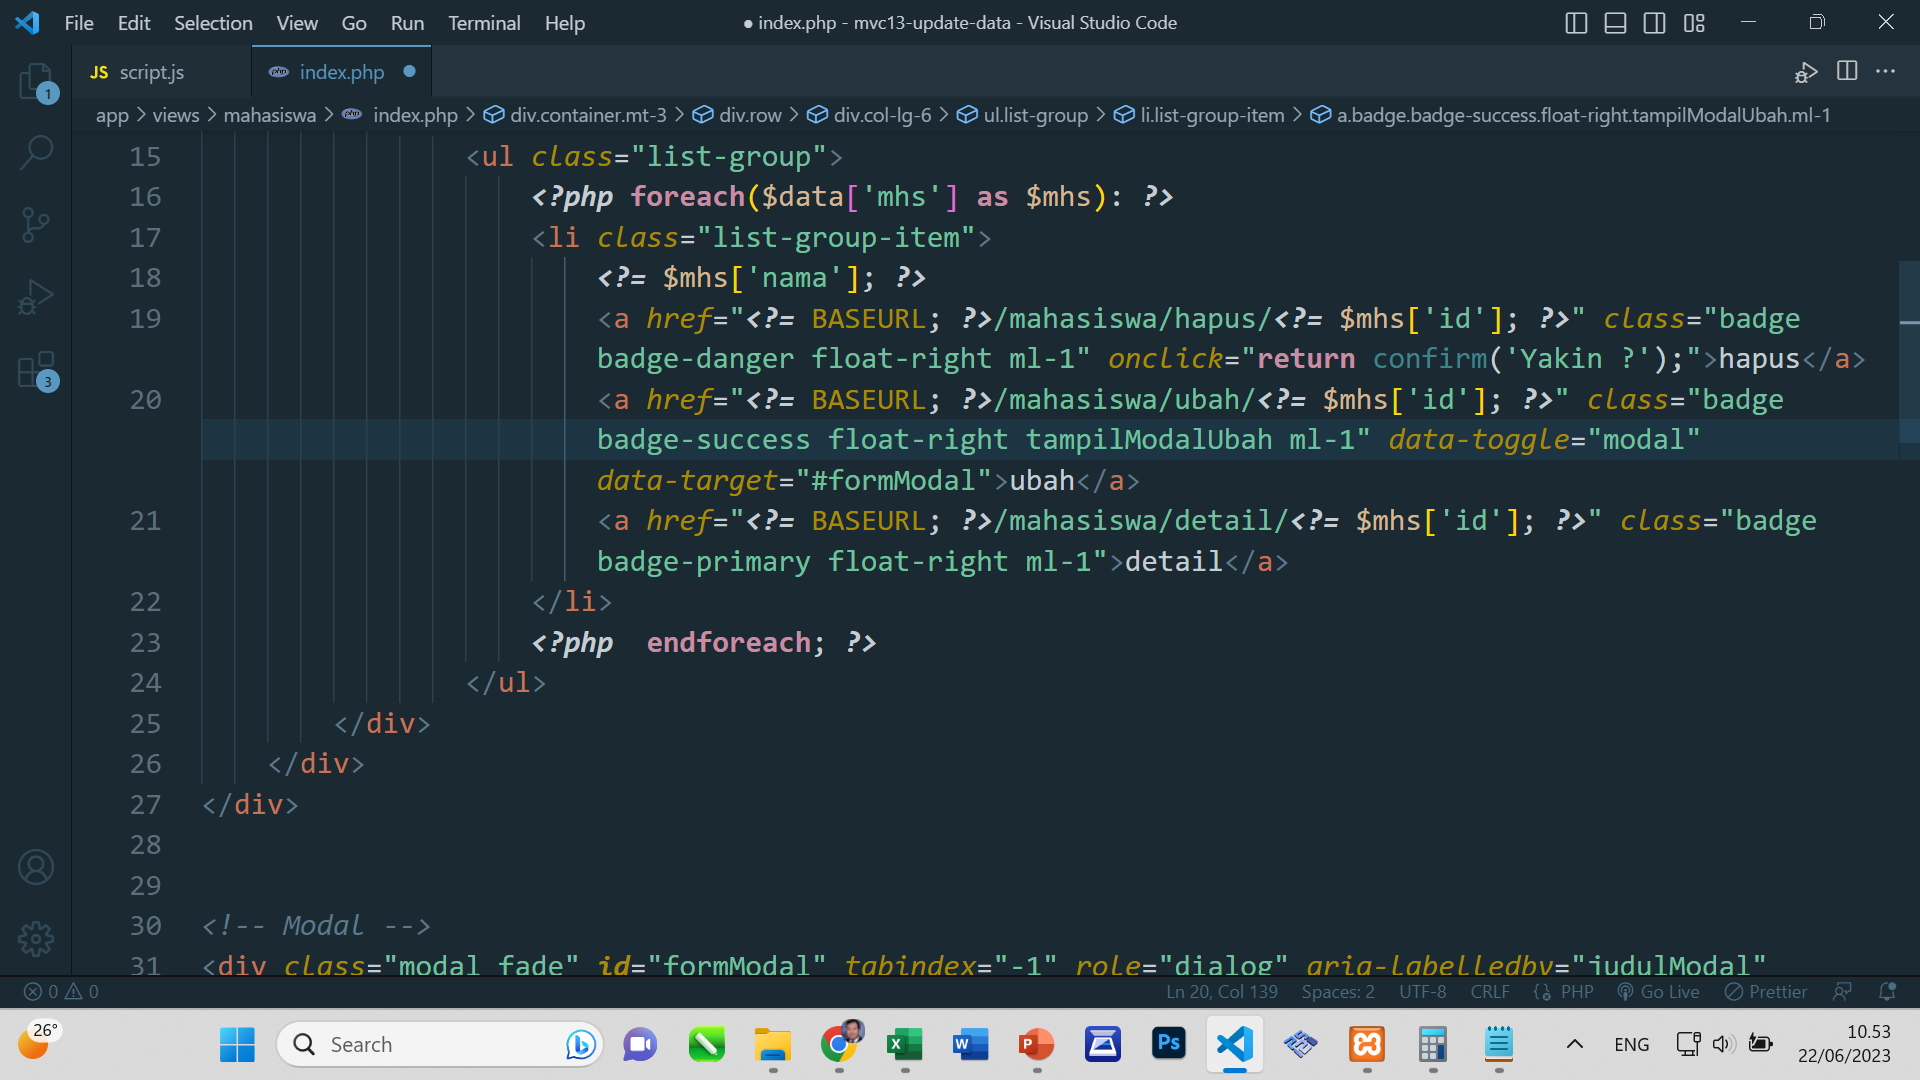 File Edit Selection View Go Run Terminal Help
● index.php - mvc13-update-data - Visual Studio Code
JS script.js
php index.php
app > views > mahasiswa > php index.php > div.container.mt-3 > div.row > div.col-lg-6 > ul.list-group > li.list-group-item > a.badge.badge-success.float-right.tampilModalUbah.ml-1
1
3
15 <ul class="list-group">
16 <?php foreach($data['mhs'] as $mhs): ?>
17 <li class="list-group-item">
18 <?= $mhs['nama']; ?>
19 <a href="<?= BASEURL; ?>/mahasiswa/hapus/<?= $mhs['id']; ?>" class="badge
badge-danger float-right ml-1" onclick="return confirm('Yakin ?');">hapus</a>
20 <a href="<?= BASEURL; ?>/mahasiswa/ubah/<?= $mhs['id']; ?>" class="badge
badge-success float-right tampilModalUbah ml-1" data-toggle="modal"
data-target="#formModal">ubah</a>
21 <a href="<?= BASEURL; ?>/mahasiswa/detail/<?= $mhs['id']; ?>" class="badge
badge-primary float-right ml-1">detail</a>
22 </li>
23 <?php  endforeach; ?>
24 </ul>
25 </div>
26 </div>
27 </div>
28
29
30 <!-- Modal -->
31 <div class="modal fade" id="formModal" tabindex="-1" role="dialog" aria-labelledby="judulModal"
0 0
Ln 20, Col 139 Spaces: 2 UTF-8 CRLF PHP Go Live Prettier
26°
Search
X W P Ps
ENG
10.53
22/06/2023